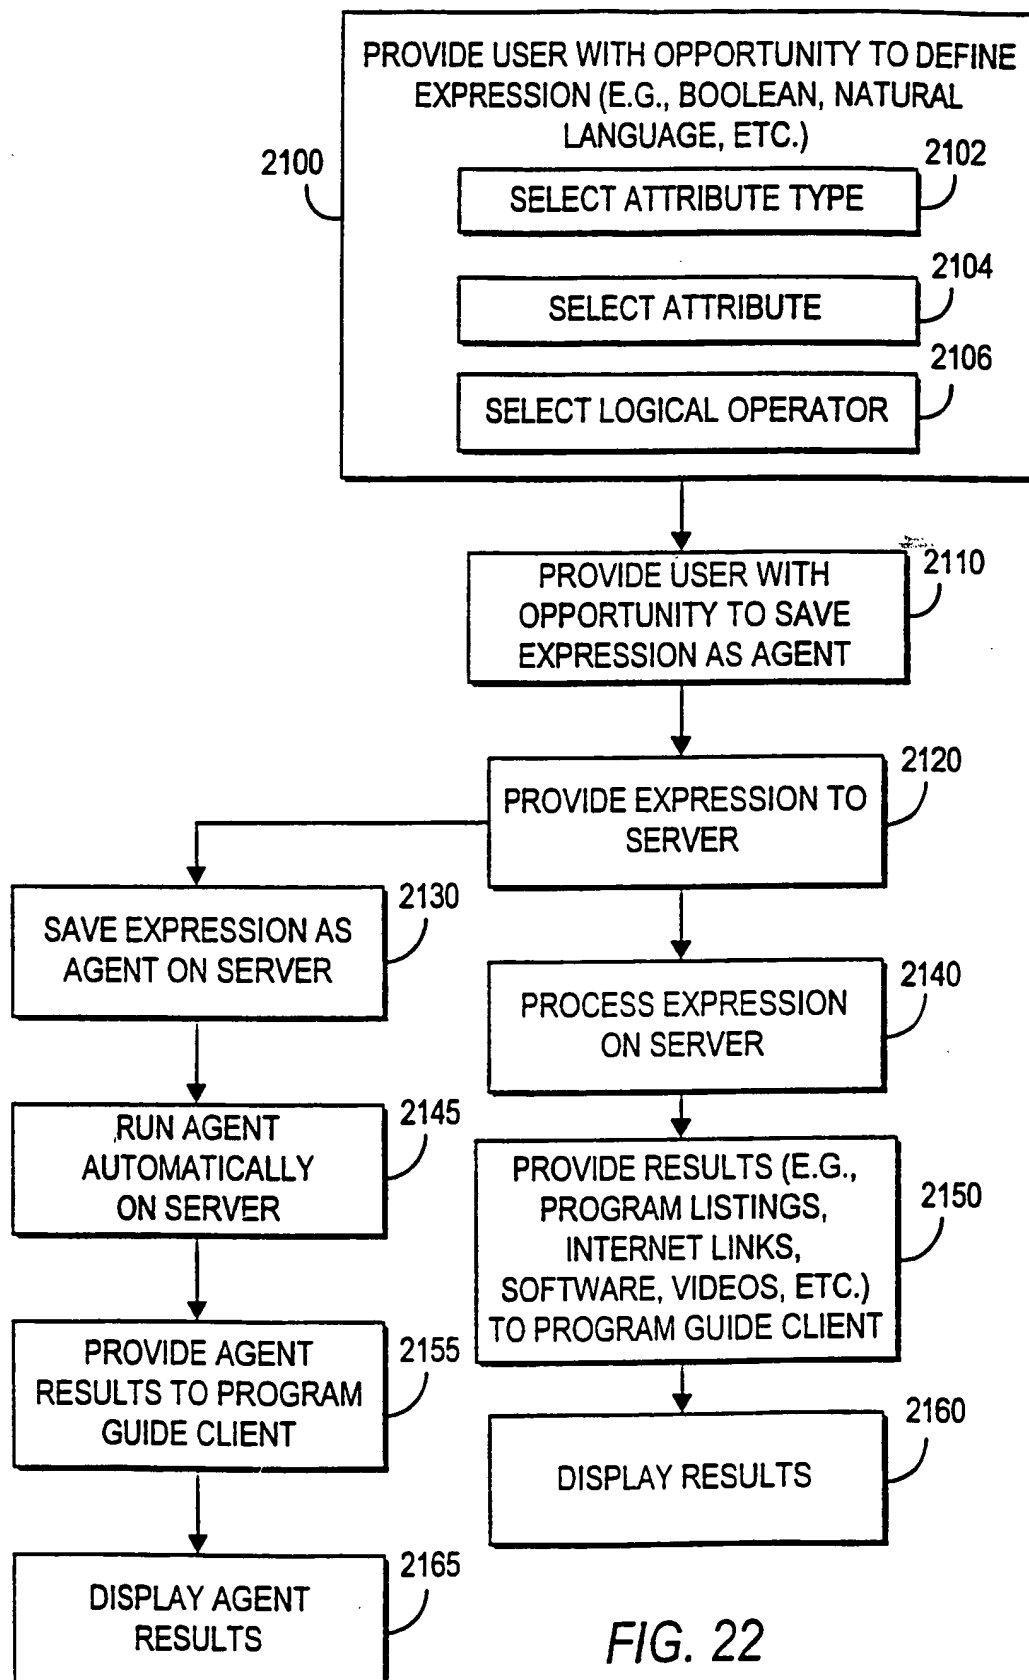 PROVIDE USER WITH OPPORTUNITY TO DEFINE
EXPRESSION (E.G., BOOLEAN, NATURAL
LANGUAGE, ETC.)
2100
2102
SELECT ATTRIBUTE TYPE
2104
SELECT ATTRIBUTE
2106
SELECT LOGICAL OPERATOR
2110
PROVIDE USER WITH
OPPORTUNITY TO SAVE
EXPRESSION AS AGENT
2120
PROVIDE EXPRESSION TO
SERVER
2130
SAVE EXPRESSION AS
AGENT ON SERVER
2140
PROCESS EXPRESSION
ON SERVER
2145
RUN AGENT
AUTOMATICALLY
ON SERVER
2150
PROVIDE RESULTS (E.G.,
PROGRAM LISTINGS,
INTERNET LINKS,
SOFTWARE, VIDEOS, ETC.)
TO PROGRAM GUIDE CLIENT
2155
PROVIDE AGENT
RESULTS TO PROGRAM
GUIDE CLIENT
2160
DISPLAY RESULTS
2165
DISPLAY AGENT
RESULTS
FIG. 22